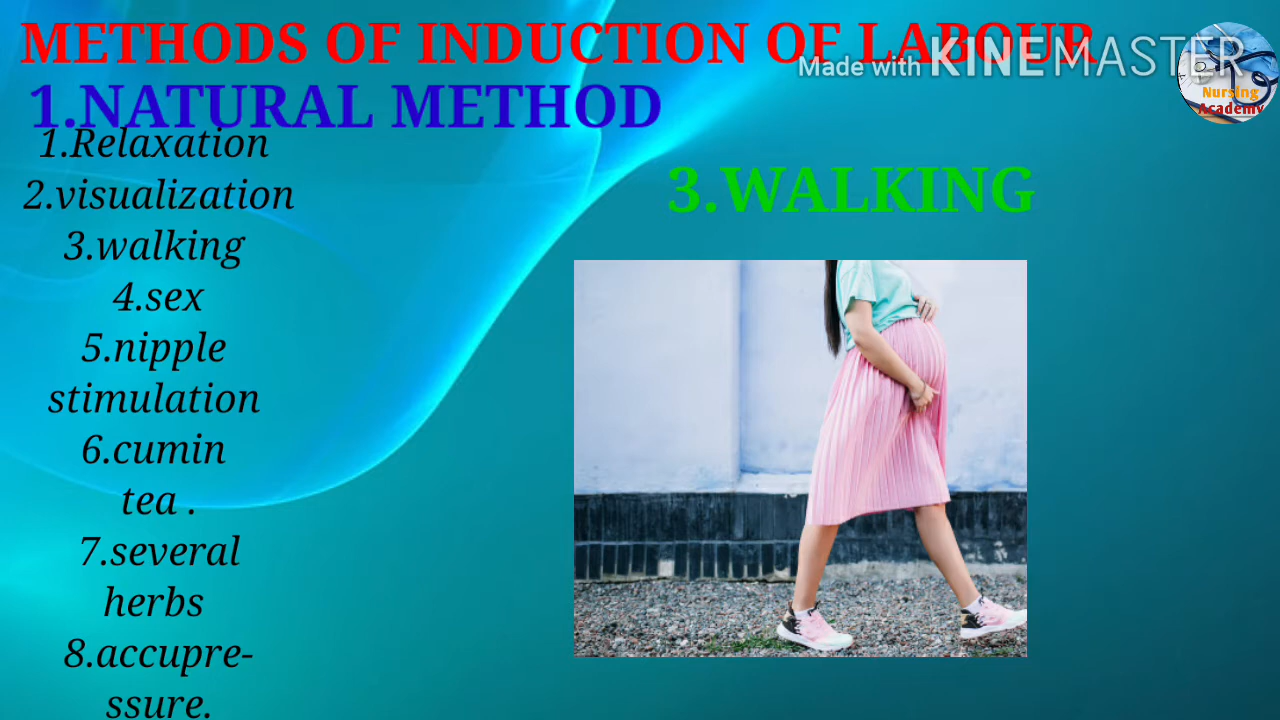 METHODS OF INDUCTION OF LABOUR
Made with KINEMASTER
Nursing
Academy
1.NATURAL METHOD
1.Relaxation
2.visualization
3.walking
4.sex
5.nipple
stimulation
6.cumin
tea .
7.several
herbs
8.accupre-
ssure.
3.WALKING